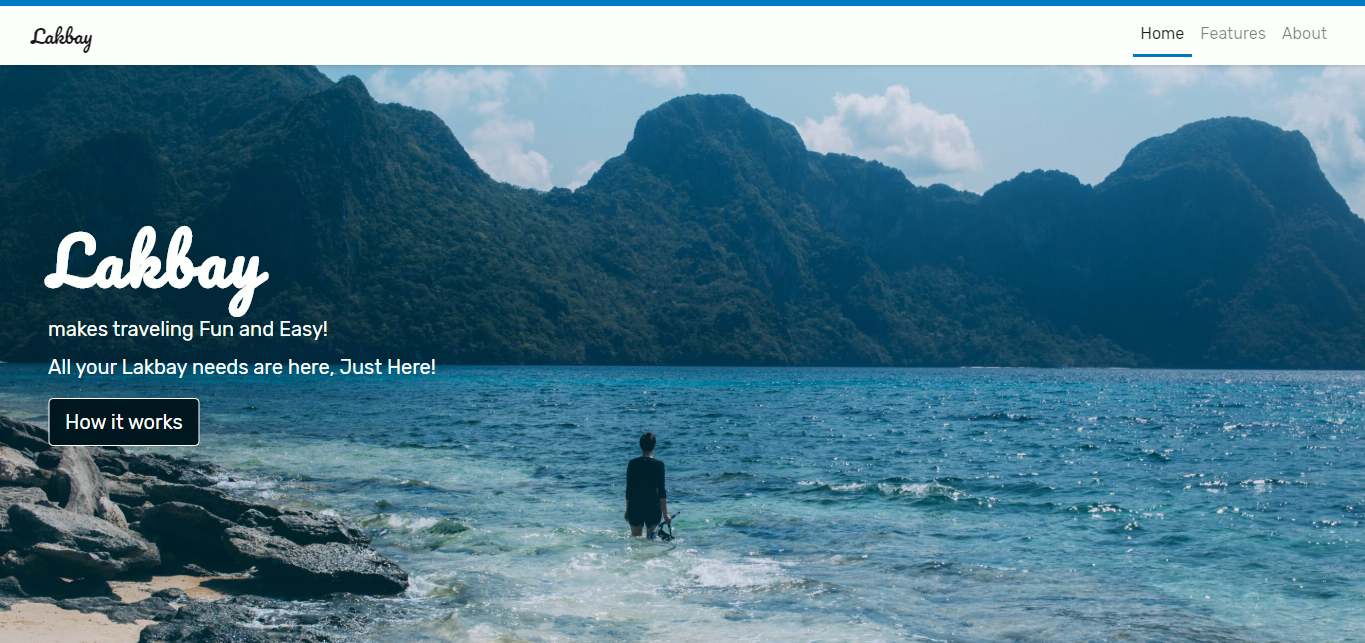 Lakbay
Home Features About
Lakbay
makes traveling Fun and Easy!
All your Lakbay needs are here, Just Here!
How it works